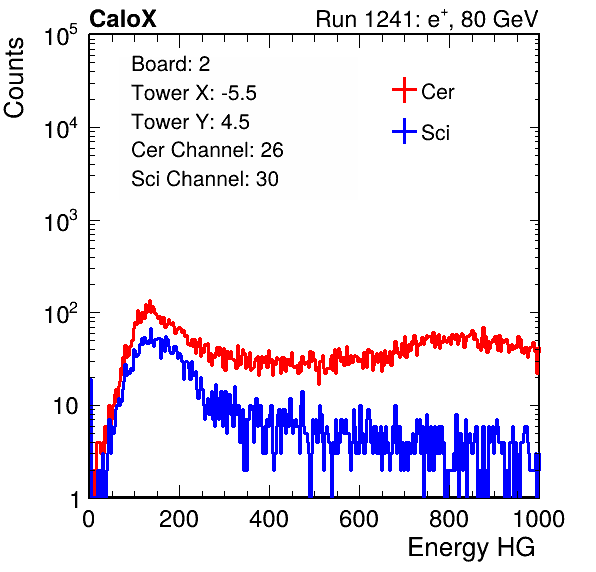 CaloX Run 1241: e⁺, 80 GeV
Counts
Board: 2
Tower X: -5.5
Tower Y: 4.5
Cer Channel: 26
Sci Channel: 30
Cer
Sci
10⁵
10⁴
10³
10²
10
1
0 200 400 600 800 1000
Energy HG